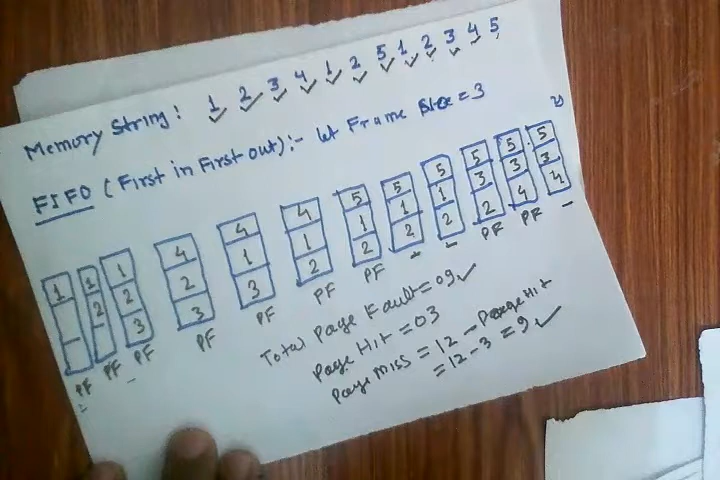 Memory String: 1 2 3 4 1 2 5 1 2 3 4 5
FIFO (First in First out):- let Frame Size = 3
1 1 1 4 4 4 5 5 5 5 5 5
2 2 2 1 1 1 1 1 3 3 3
3 3 3 2 2 2 2 2 4 4
PF PF PF PF PF PF PF - - PF PF -
Total Page Fault = 09
Page Hit = 03
Page Miss = 12 - Page Hit
= 12 - 3 = 9